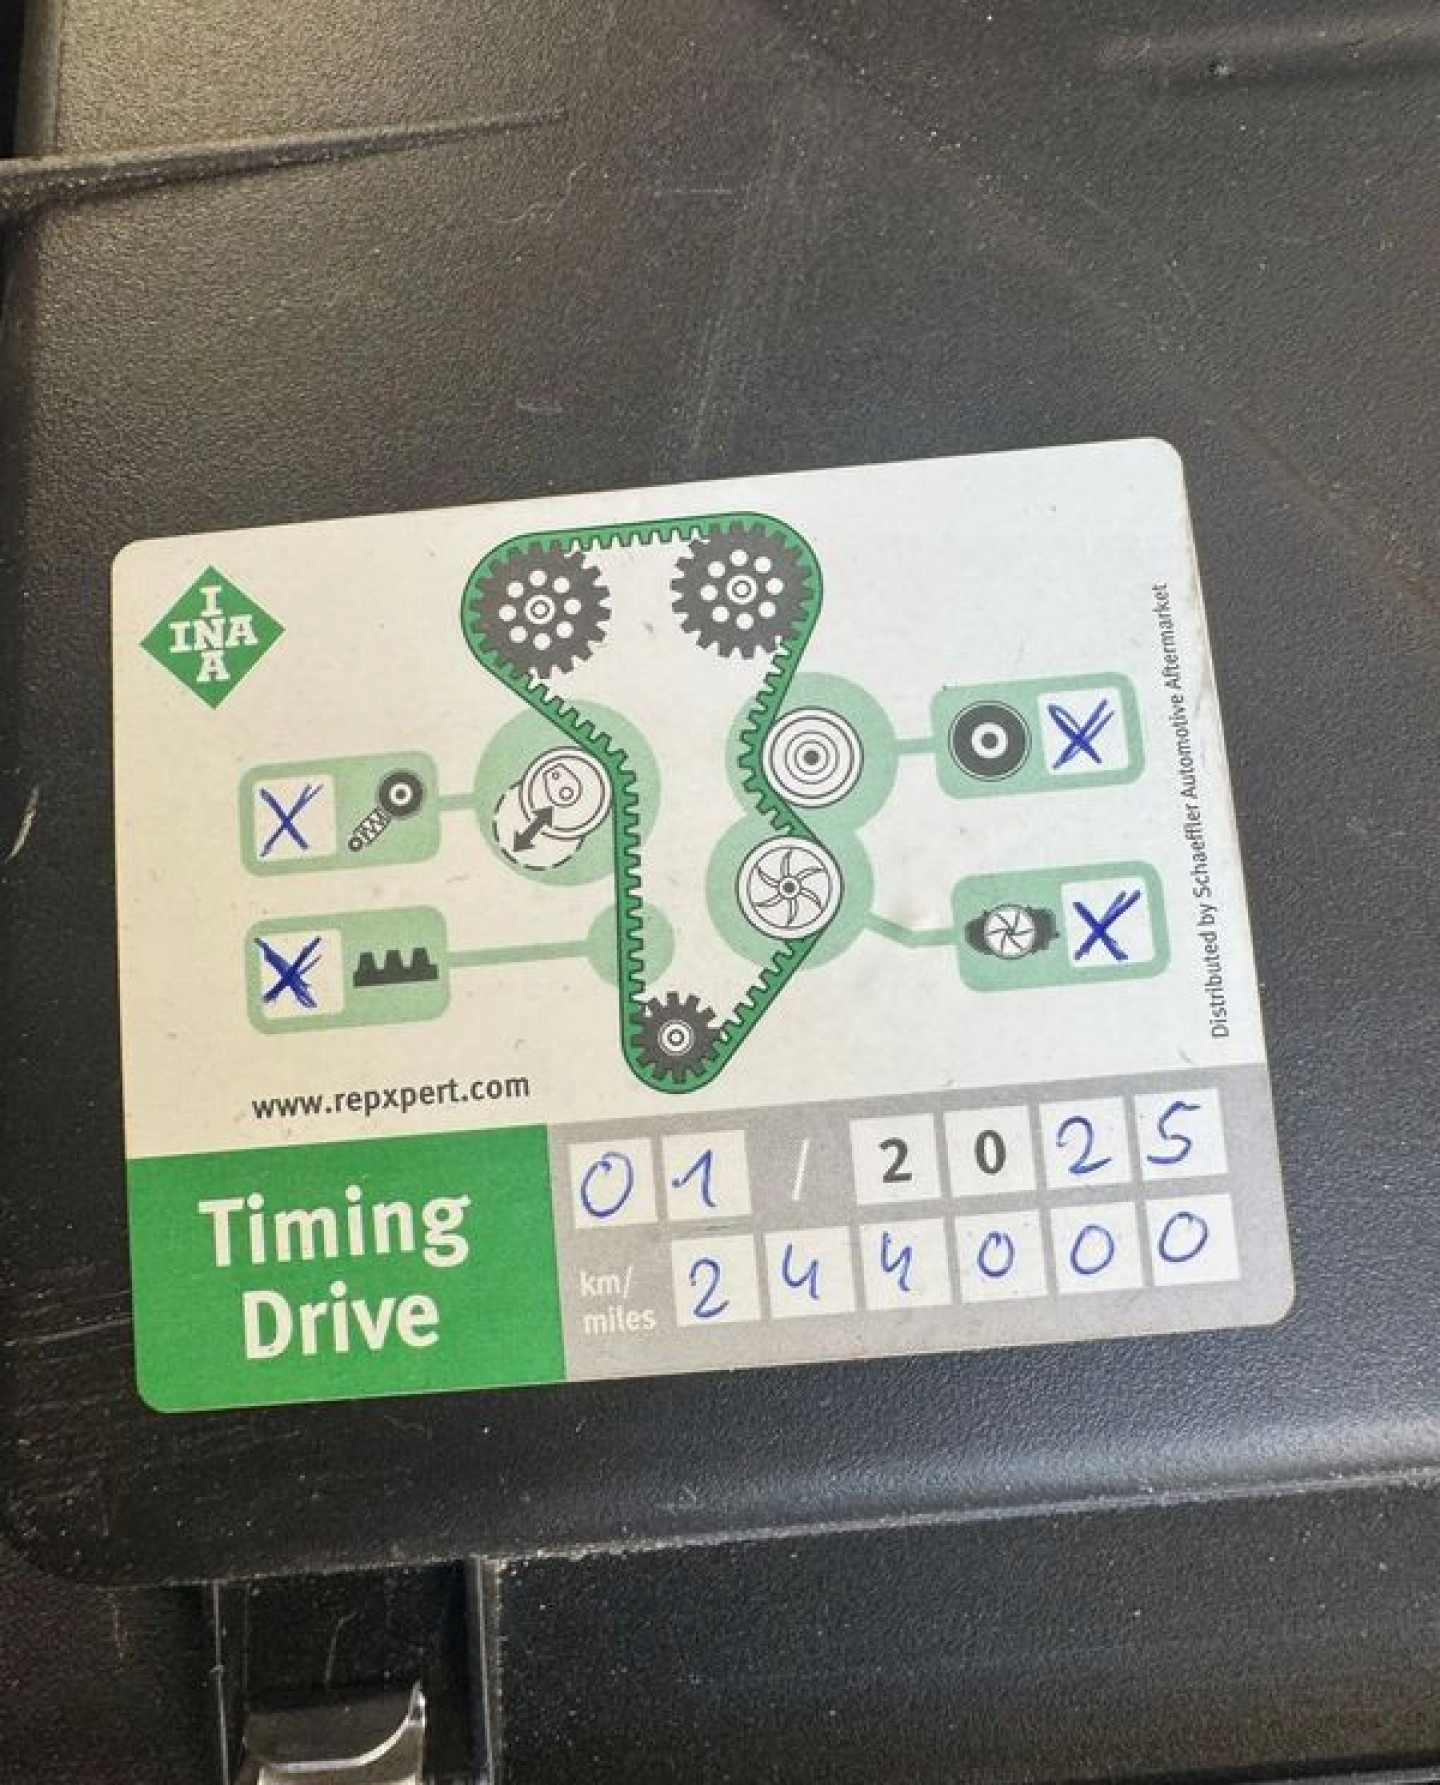 I
INA
A
Distributed by Schaeffler Automotive Aftermarket
X
X
X
X
www.repxpert.com
Timing
Drive
01 / 2025
km/
miles
244000